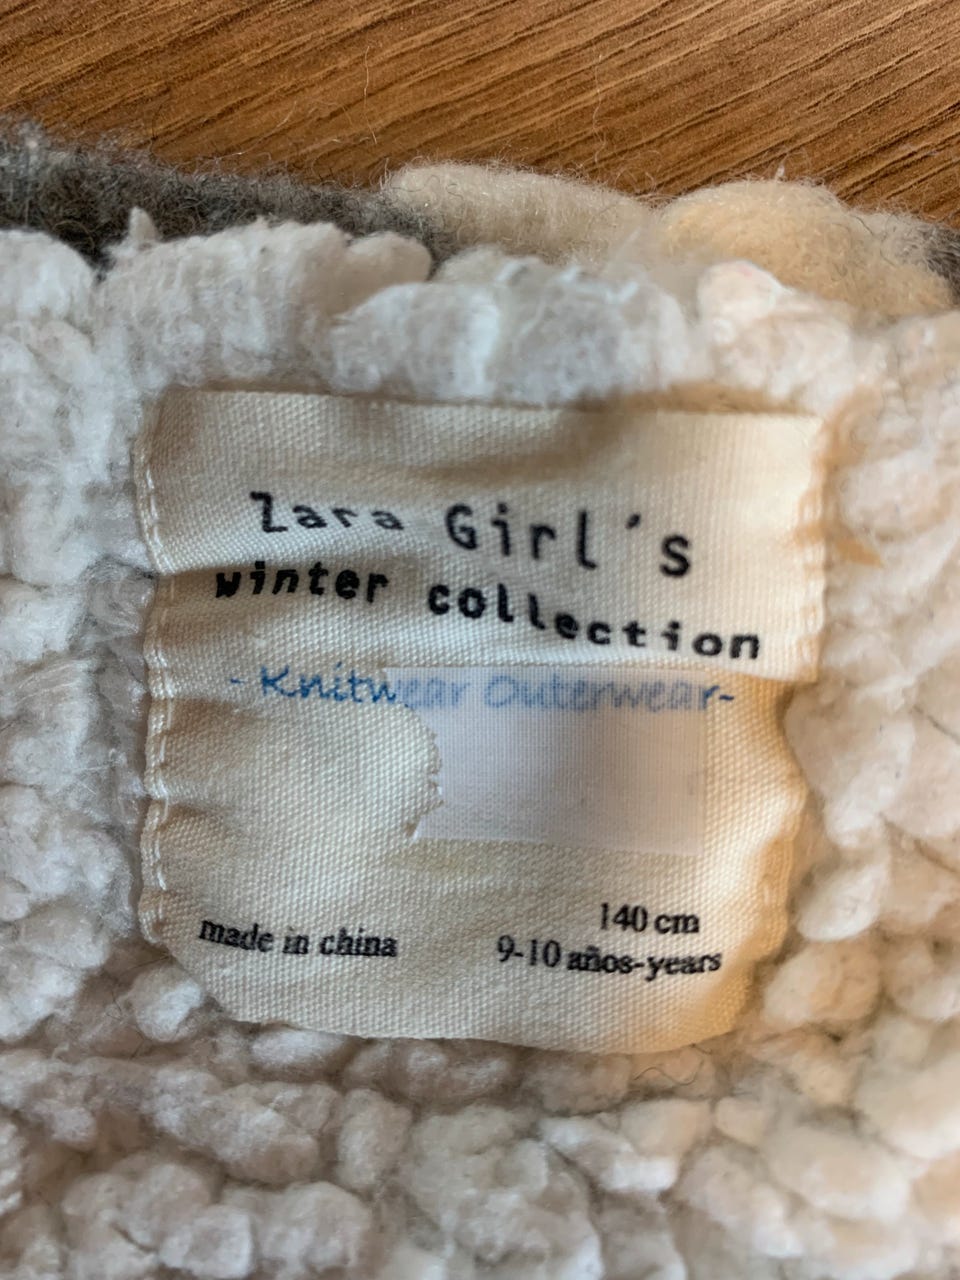 Zara Girl's
winter collection
- Knitwear Outerwear-
made in china
140 cm
9-10 años-years